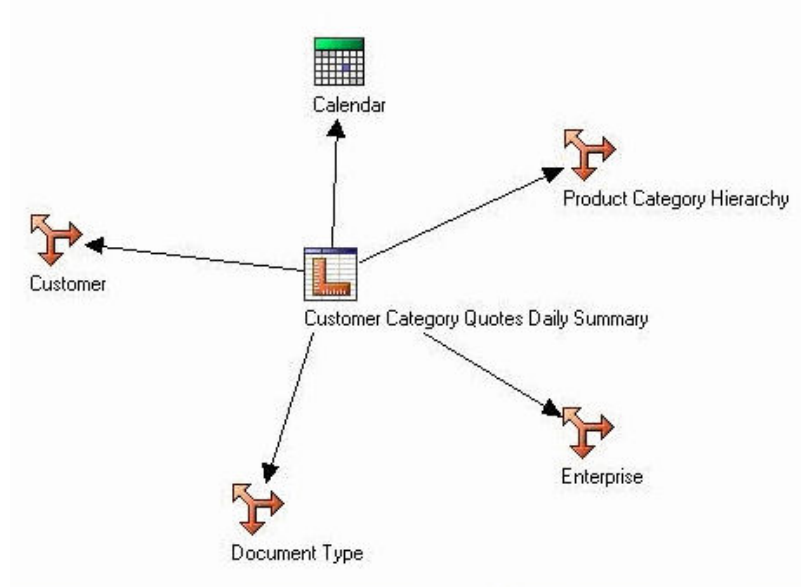 Calendar
Product Category Hierarchy
Customer
Customer Category Quotes Daily Summary
Enterprise
Document Type